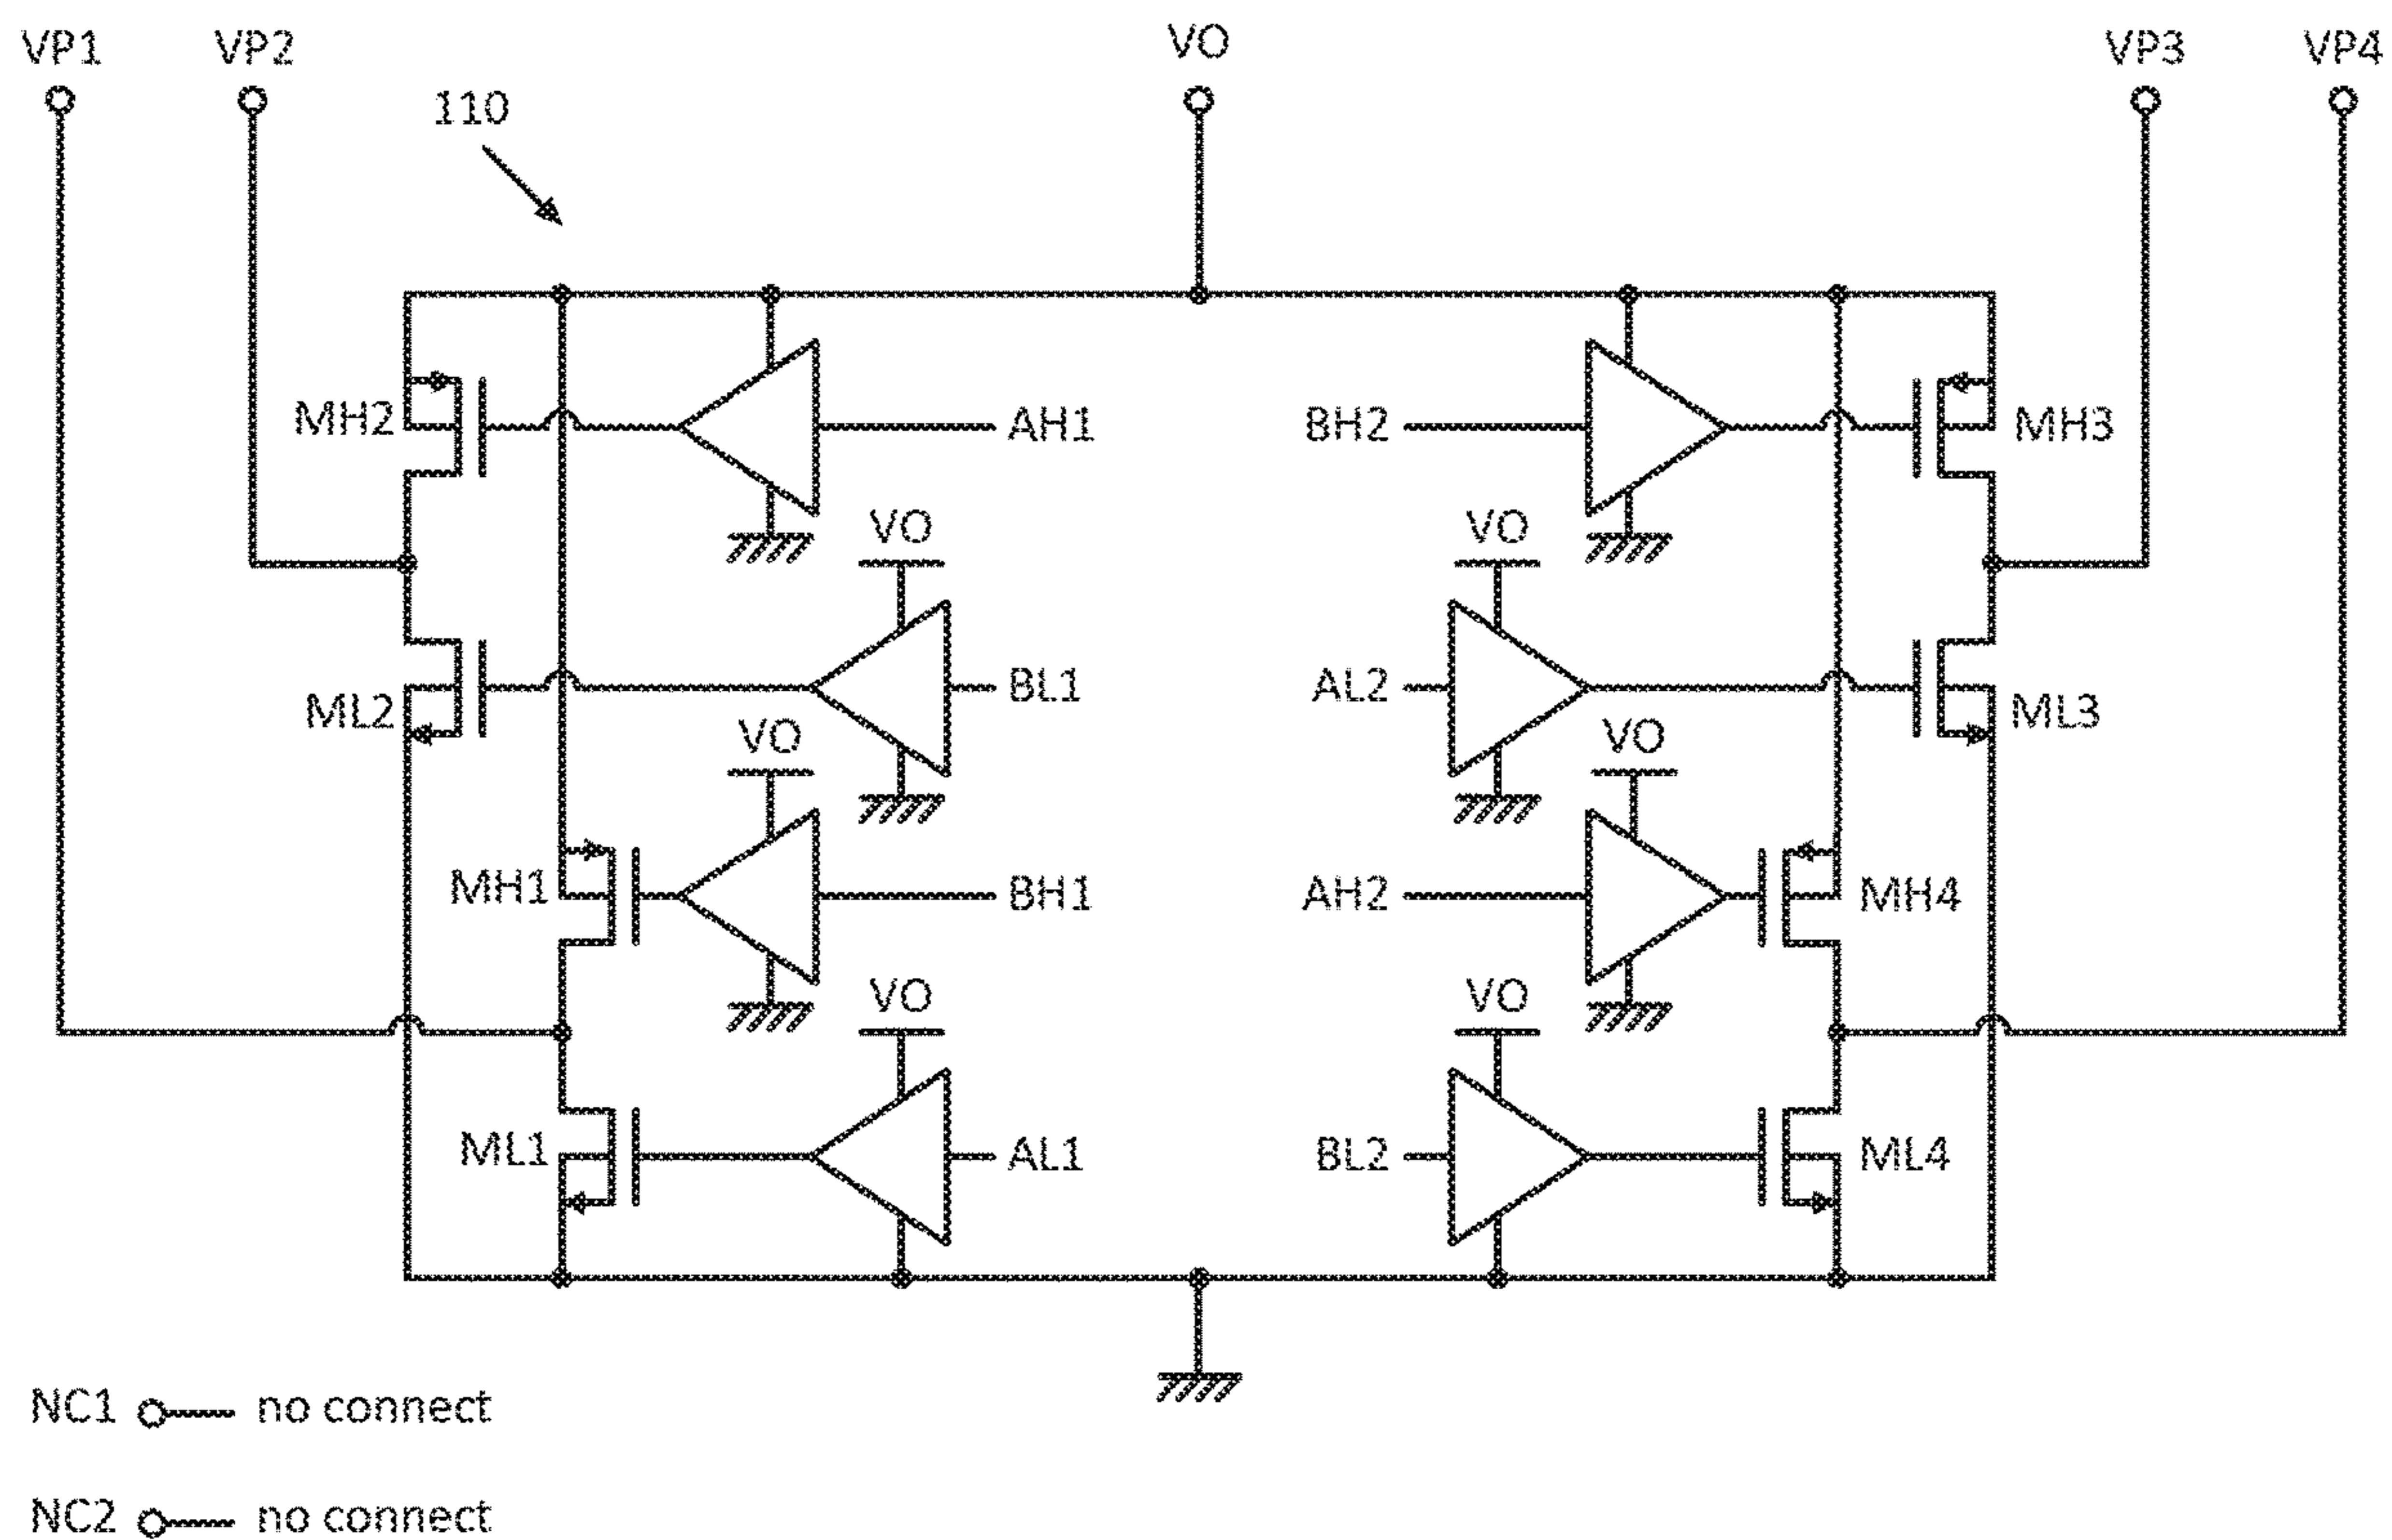 VP1 VP2 VO VP3 VP4
110
MH2 AH1 BH2 MH3
VO VO
ML2 BL1 AL2 ML3
VO VO
MH1 BH1 AH2 MH4
VO VO
ML1 AL1 BL2 ML4
NC1 no connect
NC2 no connect